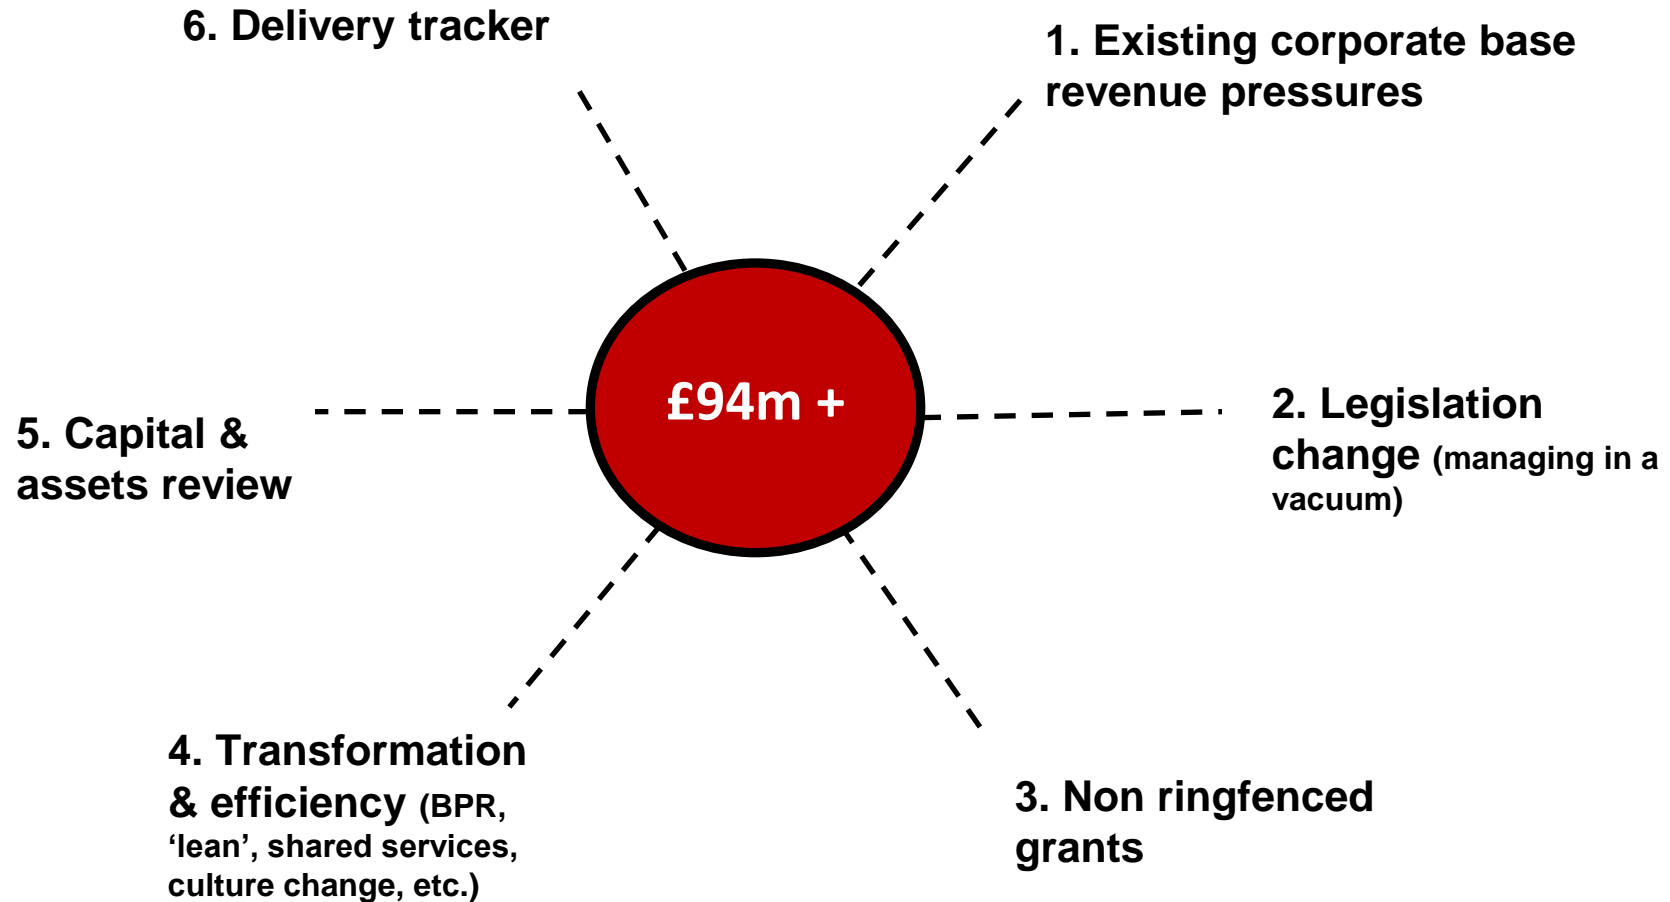 6. Delivery tracker
1. Existing corporate base
revenue pressures
£94m +
2. Legislation
change (managing in a
vacuum)
5. Capital &
assets review
4. Transformation
& efficiency (BPR,
‘lean’, shared services,
culture change, etc.)
3. Non ringfenced
grants